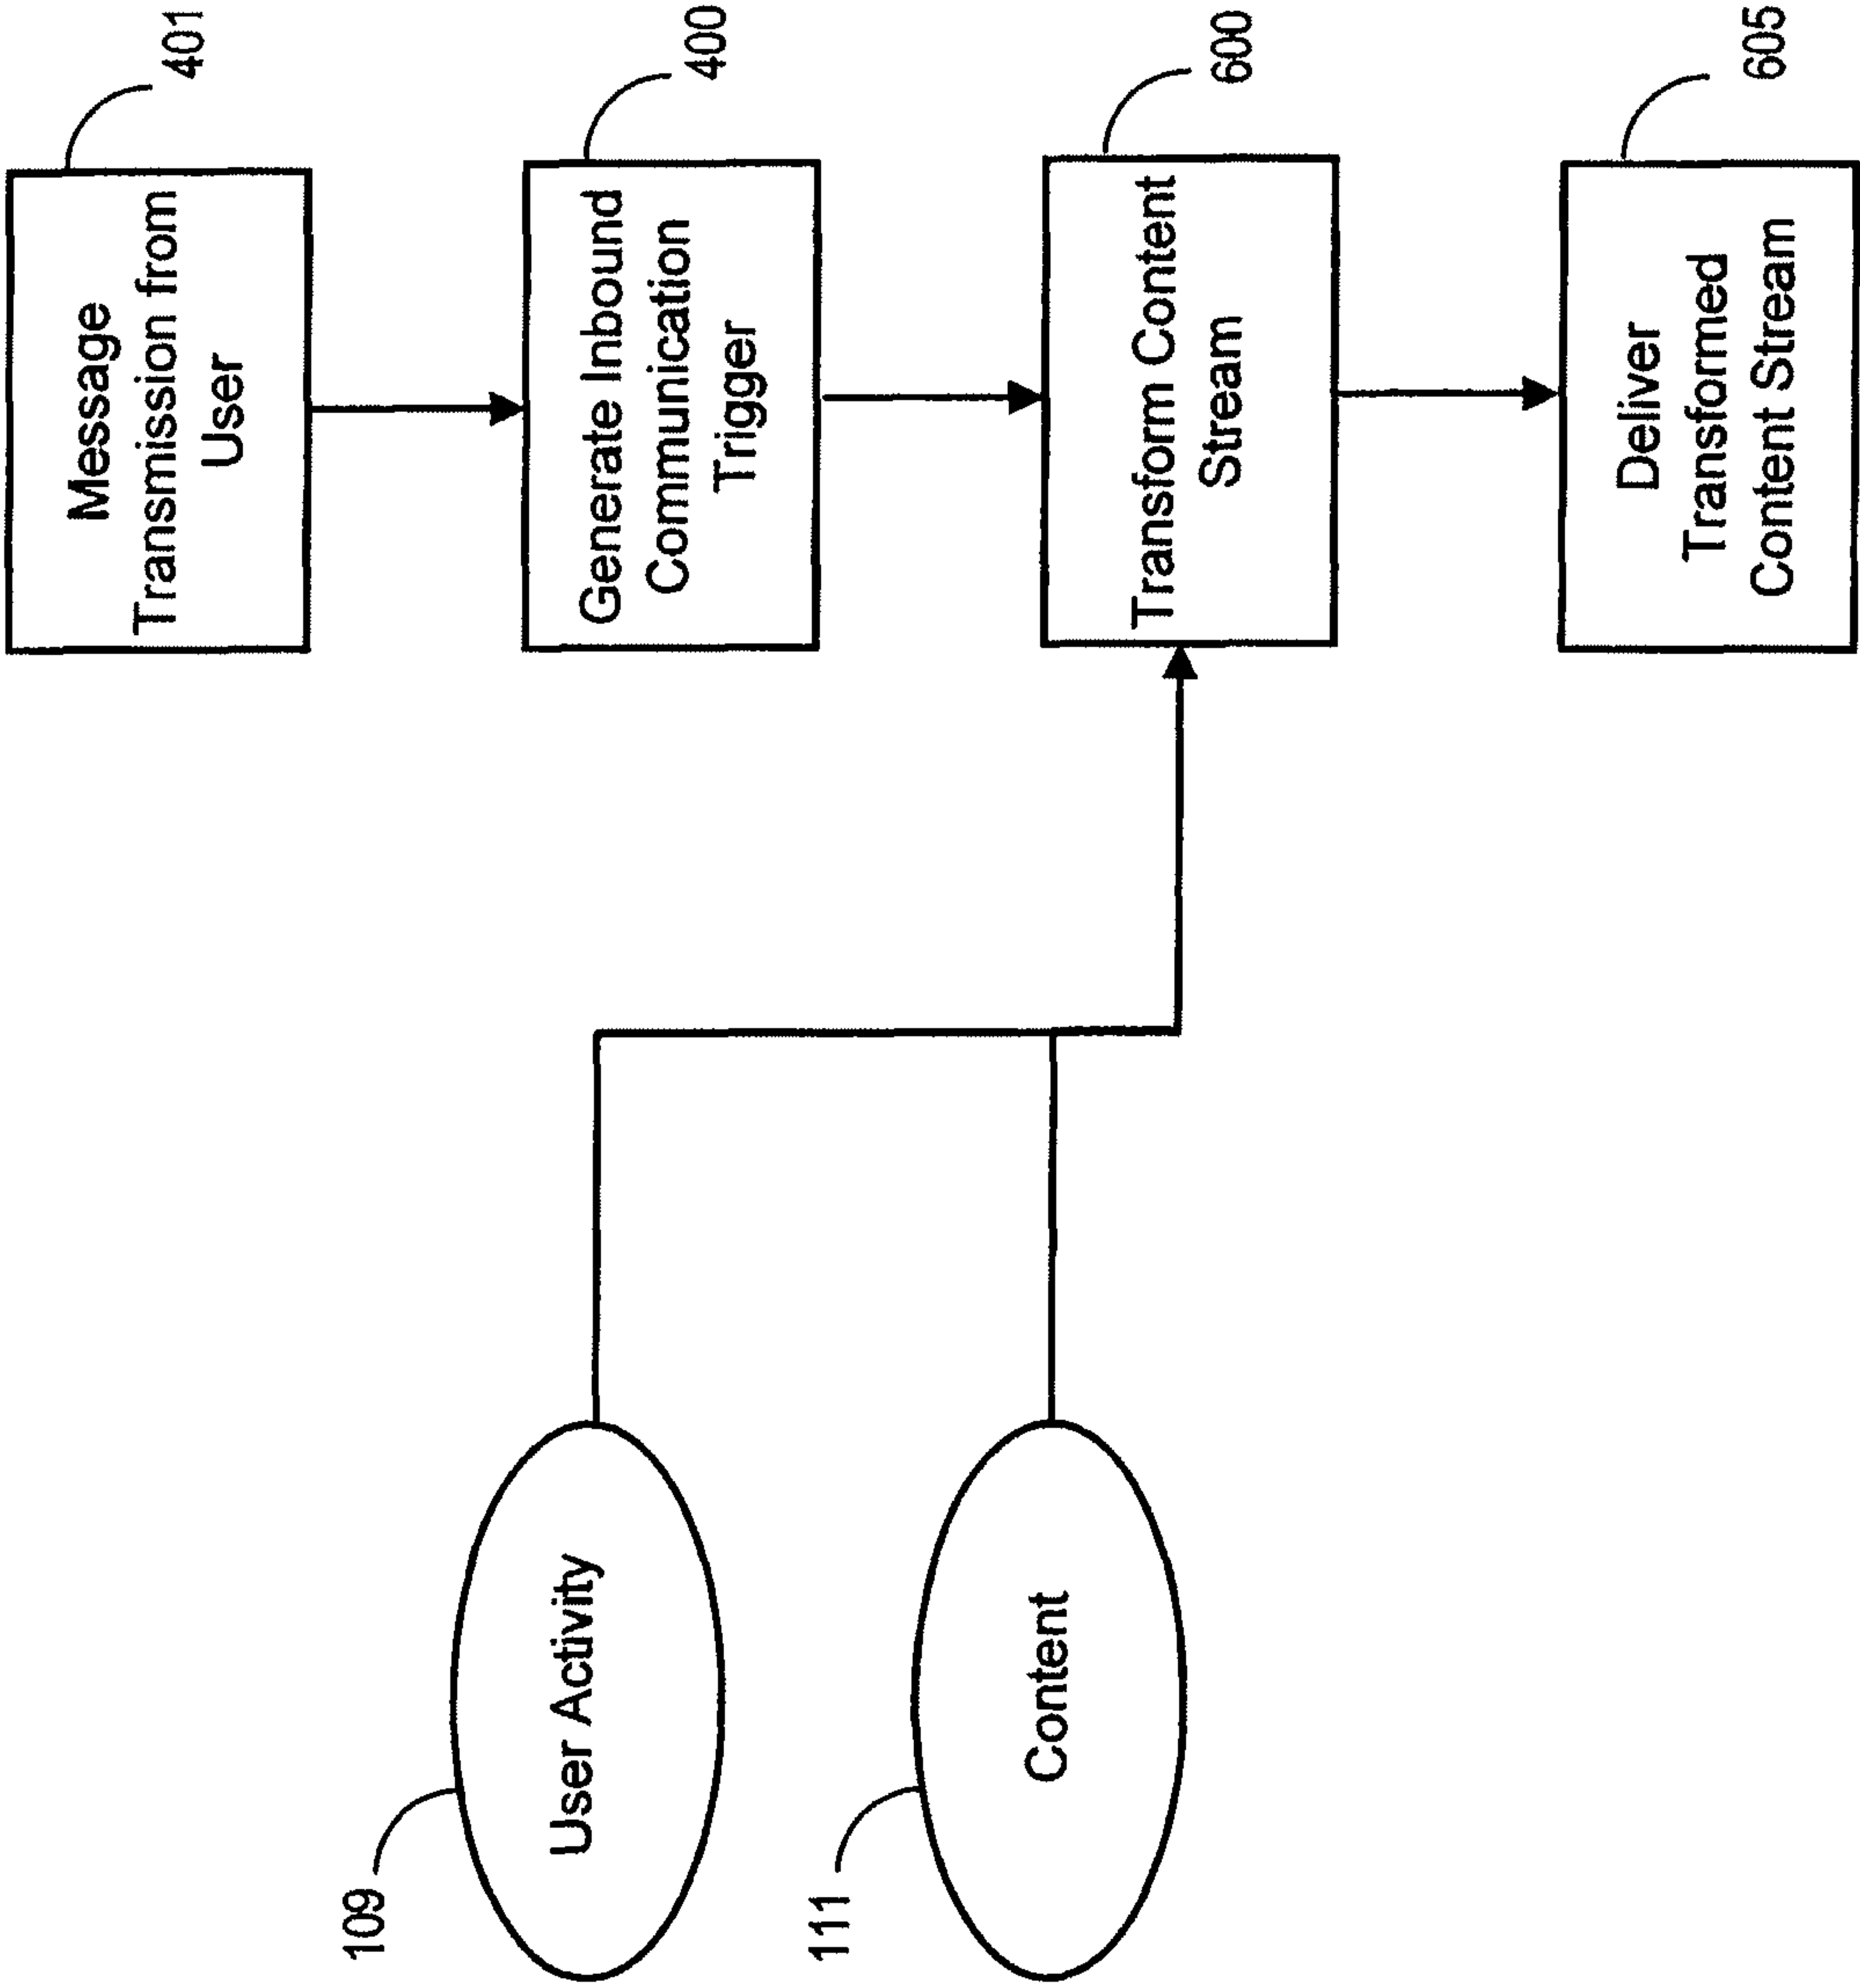 401
Message
Transmission from
User
400
Generate Inbound
Communication
Trigger
600
Transform Content
Stream
605
Deliver
Transformed
Content Stream
109
User Activity
111
Content